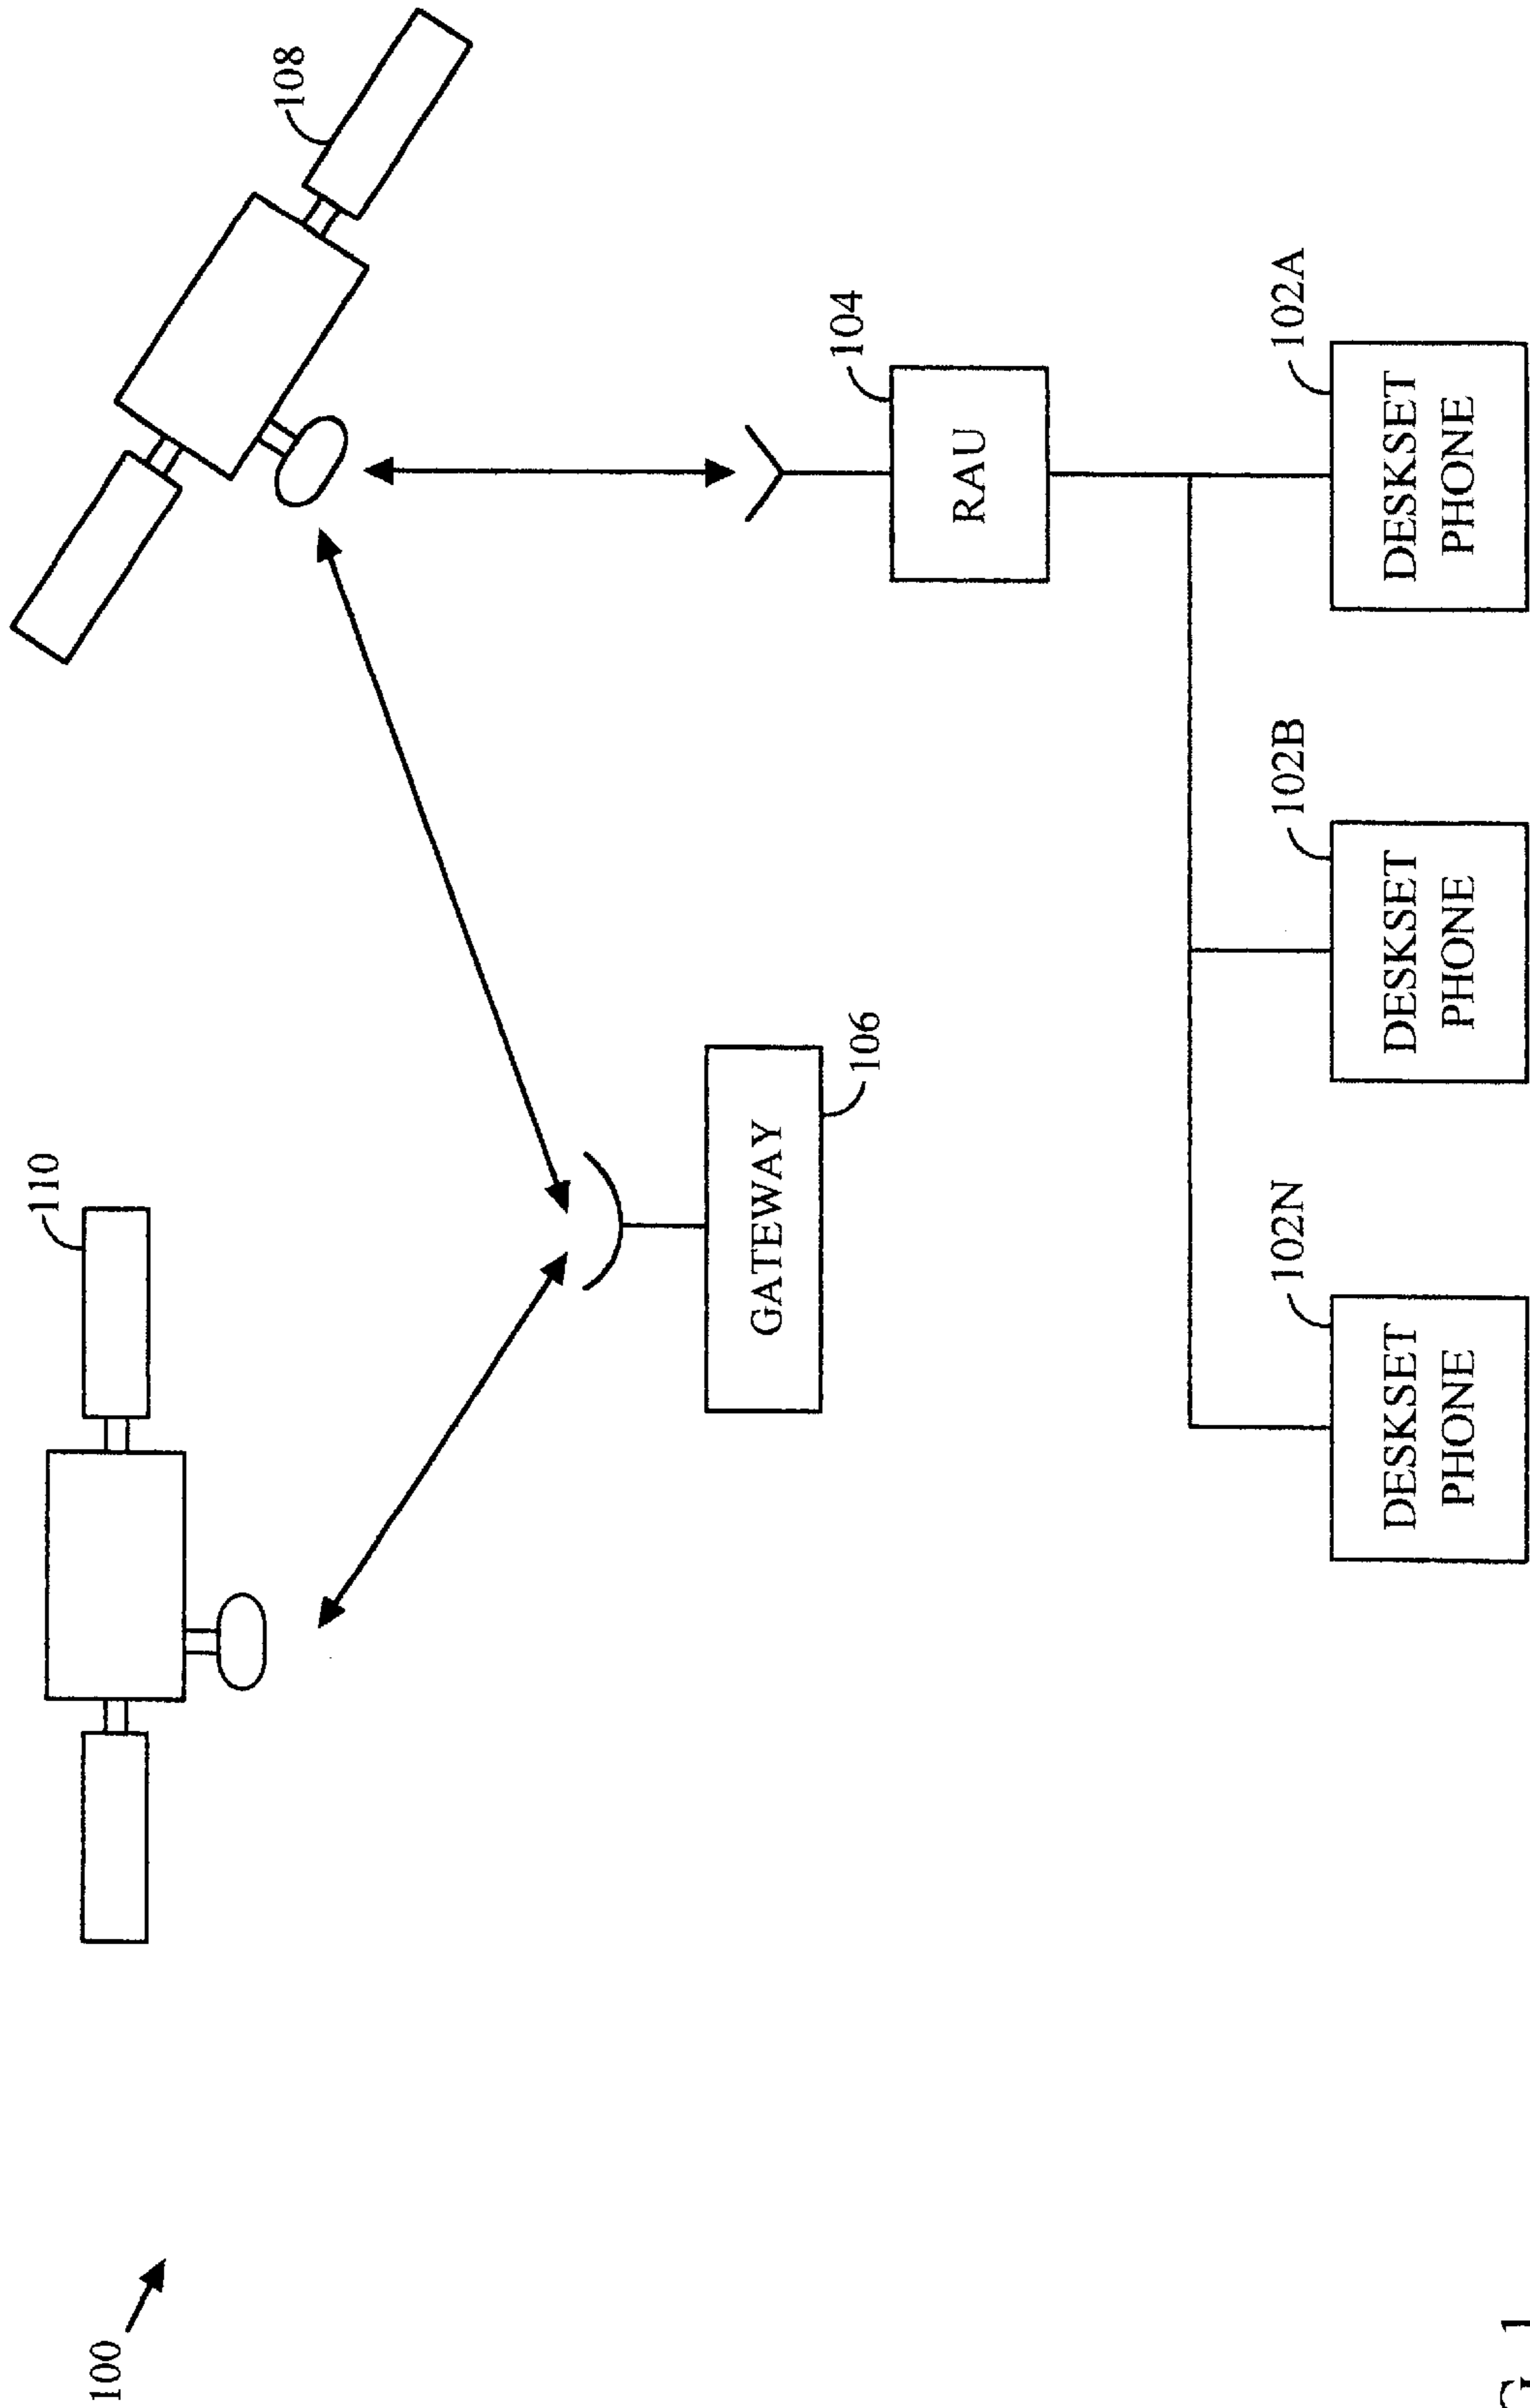 100
110
108
GATEWAY
106
104
RAU
102N
102B
102A
DESKSET
PHONE
DESKSET
PHONE
DESKSET
PHONE